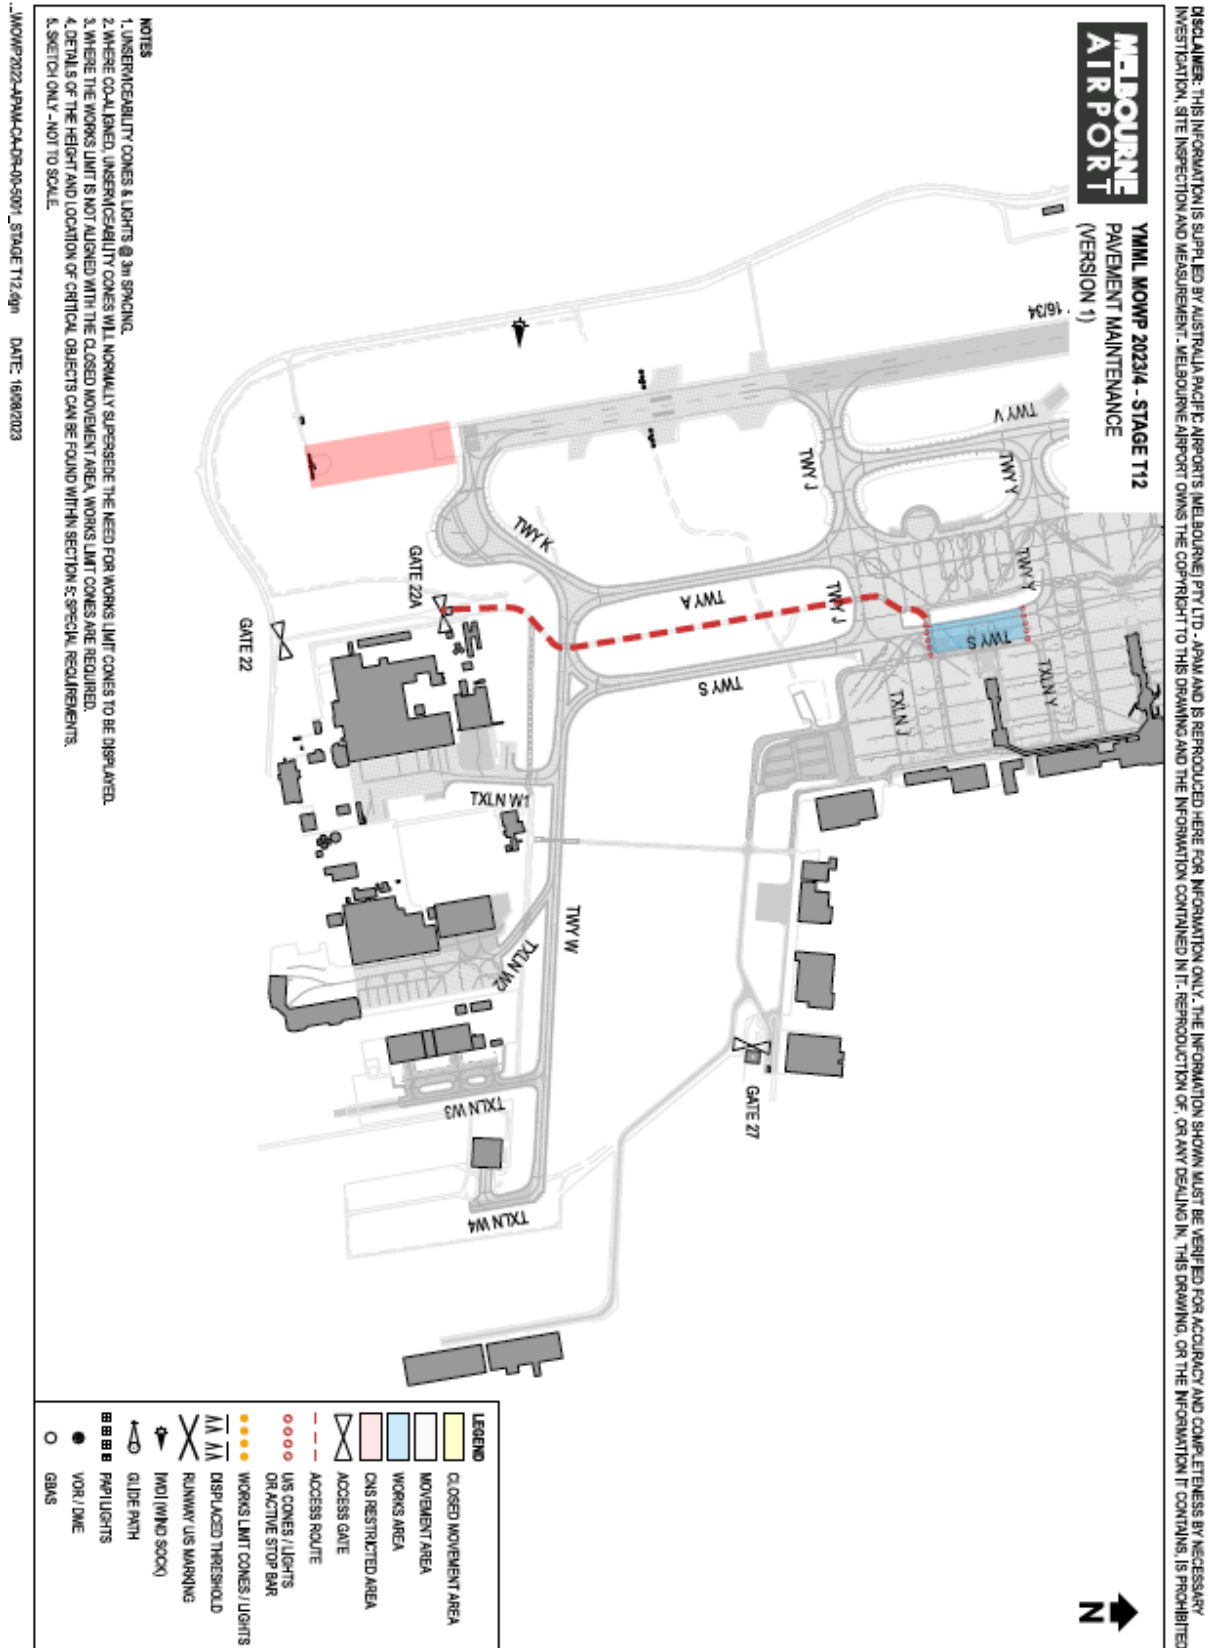 DISCLAIMER: THIS INFORMATION IS SUPPLIED BY AUSTRALIA PACIFIC AIRPORTS (MELBOURNE) PTY LTD - APAM AND IS REPRODUCED HERE FOR INFORMATION ONLY. THE INFORMATION SHOWN MUST BE VERIFIED FOR ACCURACY AND COMPLETENESS BY NECESSARY
INVESTIGATION, SITE INSPECTION AND MEASUREMENT. MELBOURNE AIRPORT OWNS THE COPYRIGHT TO THIS DRAWING AND THE INFORMATION CONTAINED IN IT. REPRODUCTION OF, OR ANY DEALING IN, THIS DRAWING, OR THE INFORMATION IT CONTAINS, IS PROHIBITED
MELBOURNE
AIRPORT
YMML MOWP 2023/4 - STAGE T12
PAVEMENT MAINTENANCE
(VERSION 1)
16/34
TWY V
TWY Y
TWY J
TWY Y
TWY J
TWY S
TXLN Y
TXLN J
TWY A
TWY S
TWY K
GATE 22A
GATE 22
TXLN W1
TWY W
TXLN W2
GATE 27
TXLN W3
TXLN W4
N
NOTES
1. UNSERVICEABILITY CONES & LIGHTS @ 3m SPACING.
2. WHERE CO-ALIGNED, UNSERVICEABILITY CONES WILL NORMALLY SUPERSEDE THE NEED FOR WORKS LIMIT CONES TO BE DISPLAYED.
3. WHERE THE WORKS LIMIT IS NOT ALIGNED WITH THE CLOSED MOVEMENT AREA, WORKS LIMIT CONES ARE REQUIRED.
4. DETAILS OF THE HEIGHT AND LOCATION OF CRITICAL OBJECTS CAN BE FOUND WITHIN SECTION 5: SPECIAL REQUIREMENTS.
5. SKETCH ONLY - NOT TO SCALE.
LEGEND
CLOSED MOVEMENT AREA
MOVEMENT AREA
WORKS AREA
CNS RESTRICTED AREA
ACCESS GATE
ACCESS ROUTE
U/S CONES / LIGHTS
OR ACTIVE STOP BAR
WORKS LIMIT CONES / LIGHTS
DISPLACED THRESHOLD
RUNWAY U/S MARKING
IWDI (WIND SOCK)
GLIDE PATH
PAPI LIGHTS
VOR / DME
GBAS
...\MOWP2022-APAM-CA-DR-00-5001_STAGE T12.dgn DATE: 16/08/2023